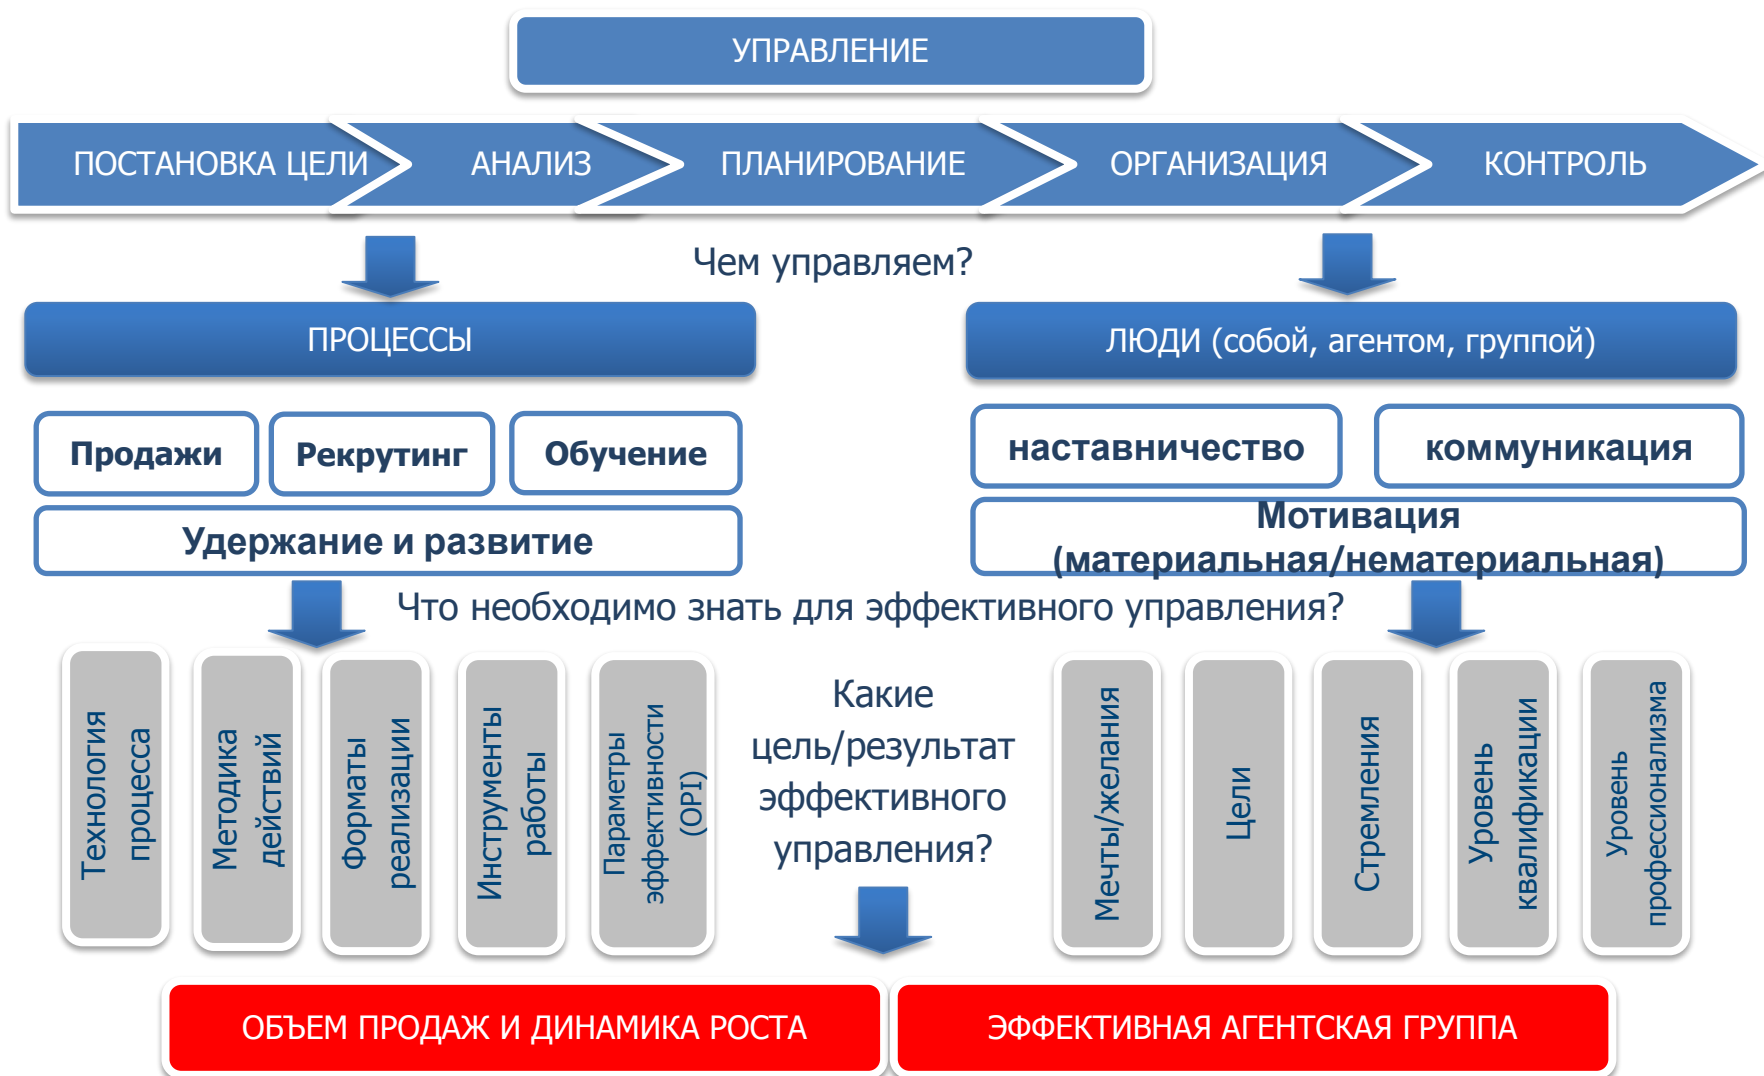 УПРАВЛЕНИЕ
ПОСТАНОВКА ЦЕЛИ
АНАЛИЗ
ПЛАНИРОВАНИЕ
ОРГАНИЗАЦИЯ
КОНТРОЛЬ
Чем управляем?
ПРОЦЕССЫ
ЛЮДИ (собой, агентом, группой)
Продажи
Рекрутинг
Обучение
наставничество
коммуникация
Удержание и развитие
Мотивация
(материальная/нематериальная)
Что необходимо знать для эффективного управления?
Технология
процесса
Методика
действий
Форматы
реализации
Инструменты
работы
Параметры
эффективности
(OPI)
Какие
цель/результат
эффективного
управления?
Мечты/желания
Цели
Стремления
Уровень
квалификации
Уровень
профессионализма
ОБЪЕМ ПРОДАЖ И ДИНАМИКА РОСТА
ЭФФЕКТИВНАЯ АГЕНТСКАЯ ГРУППА